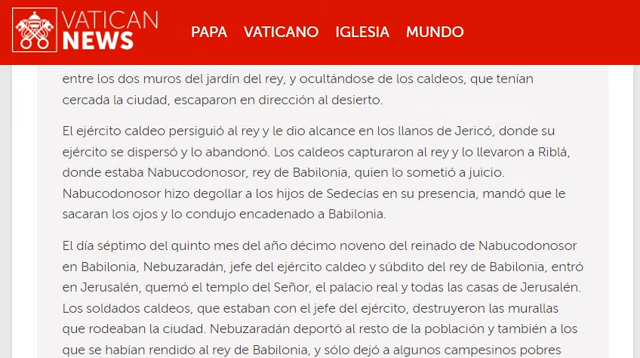 VATICAN
NEWS
PAPA VATICANO IGLESIA MUNDO
entre los dos muros del jardín del rey, y ocultándose de los caldeos, que tenían
cercada la ciudad, escaparon en dirección al desierto.
El ejército caldeo persiguió al rey y le dio alcance en los llanos de Jericó, donde su
ejército se dispersó y lo abandonó. Los caldeos capturaron al rey y lo llevaron a Riblá,
donde estaba Nabucodonosor, rey de Babilonia, quien lo sometió a juicio.
Nabucodonosor hizo degollar a los hijos de Sedecías en su presencia, mandó que le
sacaran los ojos y lo condujo encadenado a Babilonia.
El día séptimo del quinto mes del año décimo noveno del reinado de Nabucodonosor
en Babilonia, Nebuzaradán, jefe del ejército caldeo y súbdito del rey de Babilonia, entró
en Jerusalén, quemó el templo del Señor, el palacio real y todas las casas de Jerusalén.
Los soldados caldeos, que estaban con el jefe del ejército, destruyeron las murallas
que rodeaban la ciudad. Nebuzaradán deportó al resto de la población y también a los
que se habían rendido al rey de Babilonia, y sólo dejó a algunos campesinos pobres